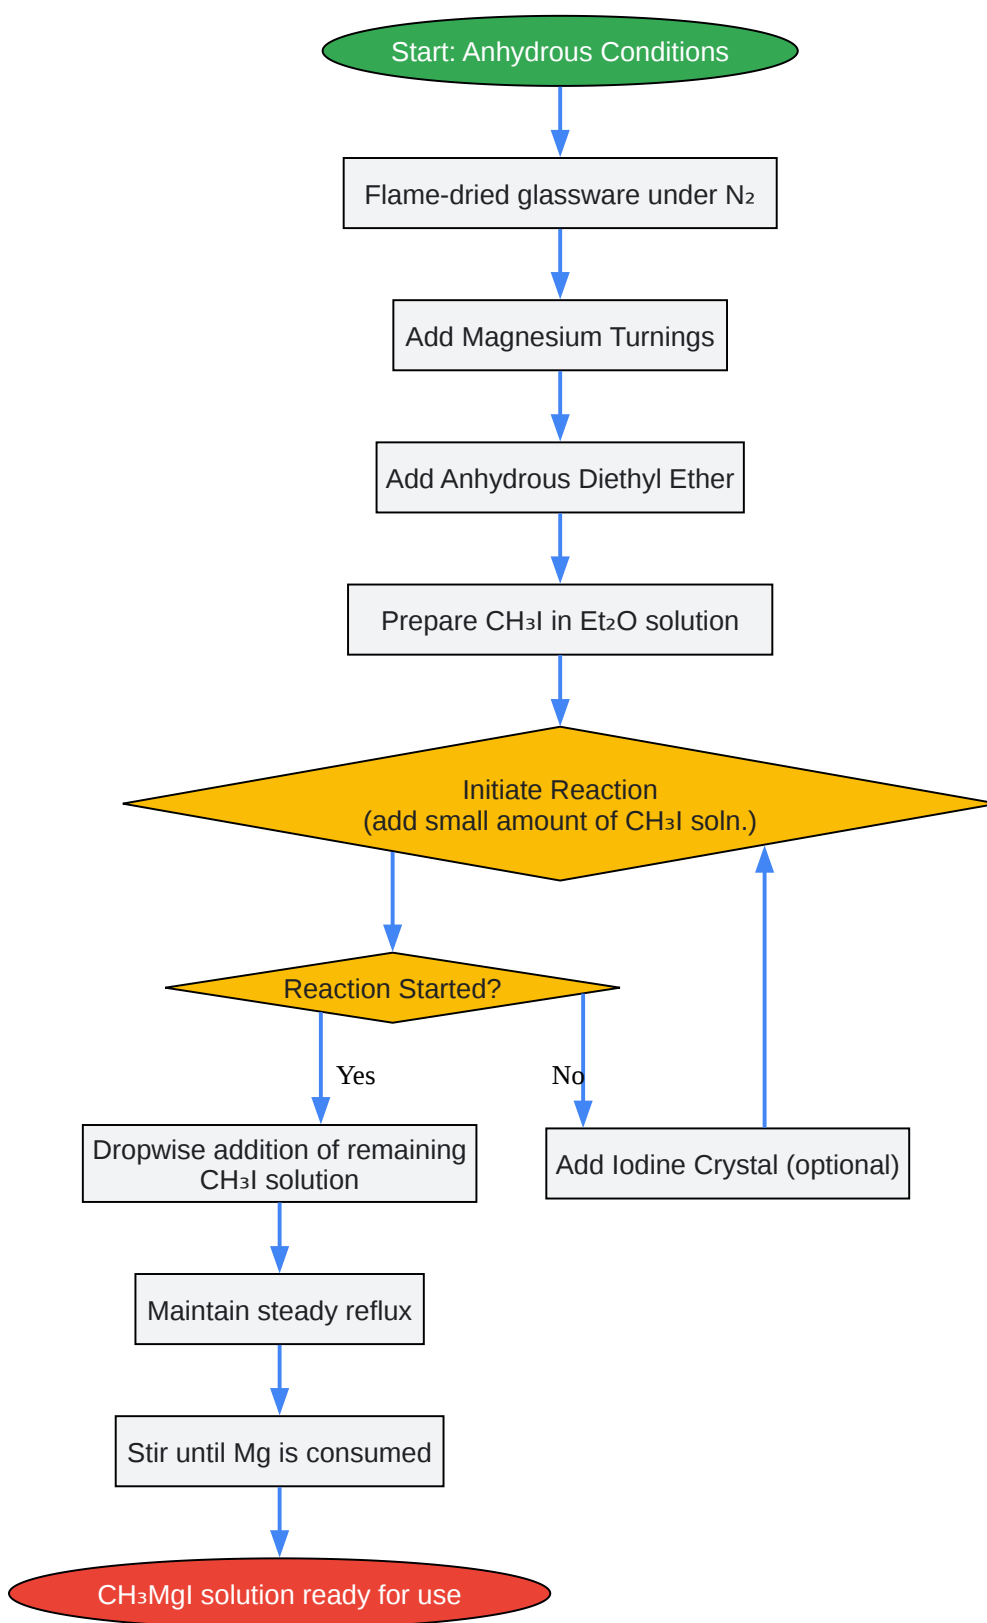 Start: Anhydrous Conditions
Flame-dried glassware under N₂
Add Magnesium Turnings
Add Anhydrous Diethyl Ether
Prepare CH₃I in Et₂O solution
Initiate Reaction
(add small amount of CH₃I soln.)
Reaction Started?
Yes
No
Dropwise addition of remaining
CH₃I solution
Add Iodine Crystal (optional)
Maintain steady reflux
Stir until Mg is consumed
CH₃MgI solution ready for use